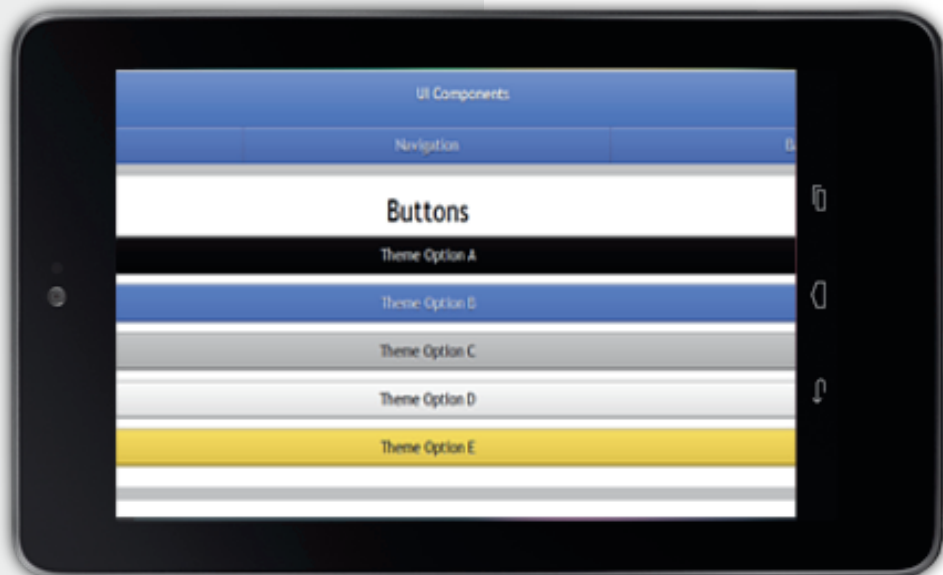 UI Components
Navigation
Buttons
Theme Option A
Theme Option B
Theme Option C
Theme Option D
Theme Option E